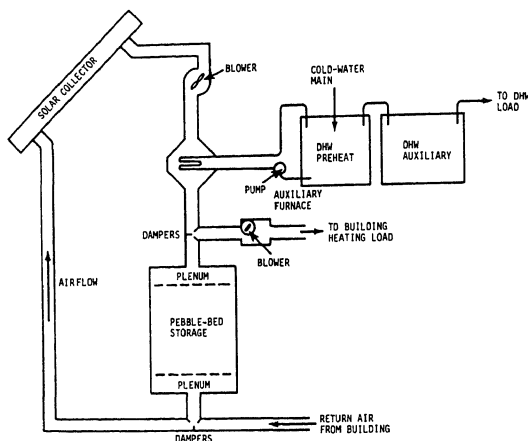 SOLAR COLLECTOR
BLOWER
COLD-WATER
MAIN
TO DHW
LOAD
DHW
PREHEAT
DHW
AUXILIARY
PUMP
AUXILIARY
FURNACE
DAMPERS
TO BUILDING
HEATING LOAD
BLOWER
PLENUM
AIRFLOW
PEBBLE-BED
STORAGE
PLENUM
RETURN AIR
FROM BUILDING
DAMPERS